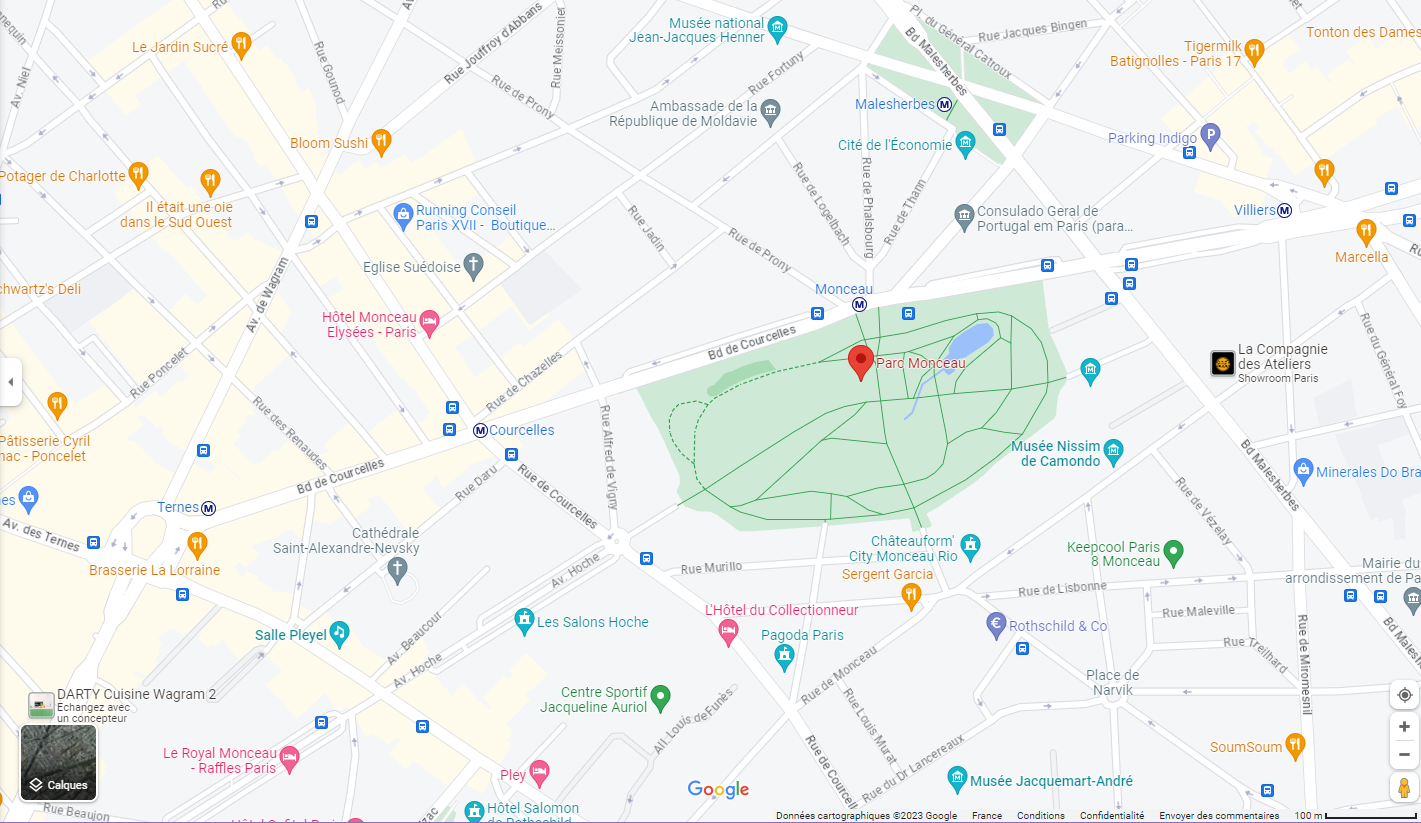 Le Jardin Sucré
Av. Niel
Rue Gounod
Rue Jouffroy d'Abbans
Rue Meissonier
Rue de Prony
Musée national
Jean-Jacques Henner
Rue Fortuny
Pl. du Général Catroux
Bd Malesherbes
Rue Jacques Bingen
Tigermilk
Batignolles - Paris 17
Tonton des Dames
Ambassade de la
République de Moldavie
Malesherbes
Cité de l'Économie
Parking Indigo
Bloom Sushi
Potager de Charlotte
Il était une oie
dans le Sud Ouest
Running Conseil
Paris XVII - Boutique...
Eglise Suédoise
Rue Jadin
Rue de Prony
Rue de Logelbach
Rue de Phalsbourg
Rue de Thann
Consulado Geral de
Portugal em Paris (para...
Villiers
Marcella
chwartz's Deli
Av. de Wagram
Hôtel Monceau
Elysées - Paris
Monceau
Bd de Courcelles
Parc Monceau
La Compagnie
des Ateliers
Showroom Paris
Rue du Général Foy
Rue Poncelet
Rue de Chazelles
Pâtisserie Cyril
nac - Poncelet
Rue des Renaudes
Courcelles
Rue Alfred de Vigny
Musée Nissim
de Camondo
Bd Malesherbes
Minerales Do Bra
Bd de Courcelles
Rue Daru
Rue de Courcelles
Rue de Vézelay
Ternes
Av. des Ternes
Brasserie La Lorraine
Cathédrale
Saint-Alexandre-Nevsky
Av. Hoche
Rue Murillo
Châteauform'
City Monceau Rio
Sergent Garcia
Keepcool Paris
8 Monceau
Mairie du
arrondissement de Pa
Rue de Lisbonne
Rue Maleville
Rue Treilhard
Salle Pleyel
Av. Beaucour
Av. Hoche
Les Salons Hoche
L'Hôtel du Collectionneur
Pagoda Paris
Rothschild & Co
Rue de Miromesnil
Bd Malesherbes
Place de
Narvik
DARTY Cuisine Wagram 2
Echangez avec
un concepteur
Centre Sportif
Jacqueline Auriol
All. Louis de Funès
Rue de Monceau
Rue Louis Murat
Rue de Courcelles
Rue du Dr Lancereaux
Le Royal Monceau
- Raffles Paris
Pley
SoumSoum
Musée Jacquemart-André
Calques
Google
Rue Beaujon
Hôtel Salomon
de Rothschild
Données cartographiques ©2023 Google France Conditions Confidentialité Envoyer des commentaires 100 m